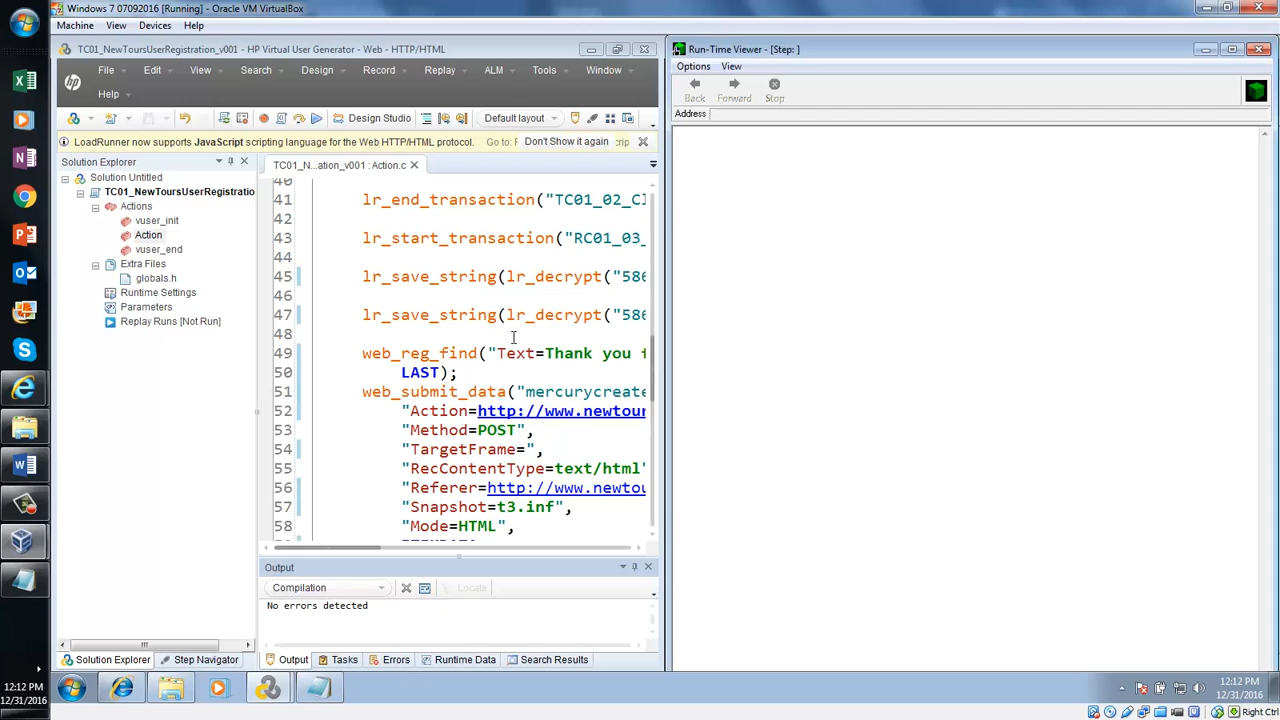 Windows 7 07092016 [Running] - Oracle VM VirtualBox
Machine View Devices Help
TC01_NewToursUserRegistration_v001 - HP Virtual User Generator - Web - HTTP/HTML
File Edit View Search Design Record Replay ALM Tools Window
Help
Design Studio
Default layout
LoadRunner now supports JavaScript scripting language for the Web HTTP/HTML protocol. Go to: Don't Show it again
Solution Explorer
Solution Untitled
TC01_NewToursUserRegistratio
Actions
vuser_init
Action
vuser_end
Extra Files
globals.h
Runtime Settings
Parameters
Replay Runs [Not Run]
TC01_N...ation_v001 : Action.c
40
41 lr_end_transaction("TC01_02_Cl
42
43 lr_start_transaction("RC01_03_
44
45 lr_save_string(lr_decrypt("586
46
47 lr_save_string(lr_decrypt("586
48
49 web_reg_find("Text=Thank you f
50 LAST);
51 web_submit_data("mercurycreate
52 "Action=http://www.newtour
53 "Method=POST",
54 "TargetFrame=",
55 "RecContentType=text/html"
56 "Referer=http://www.newtou
57 "Snapshot=t3.inf",
58 "Mode=HTML",
Output
Compilation
Locate
No errors detected
Solution Explorer Step Navigator
Output Tasks Errors Runtime Data Search Results
Run-Time Viewer - [Step: ]
Options View
Back Forward Stop
Address
12:12 PM
12/31/2016
12:12 PM
12/31/2016
Right Ctrl